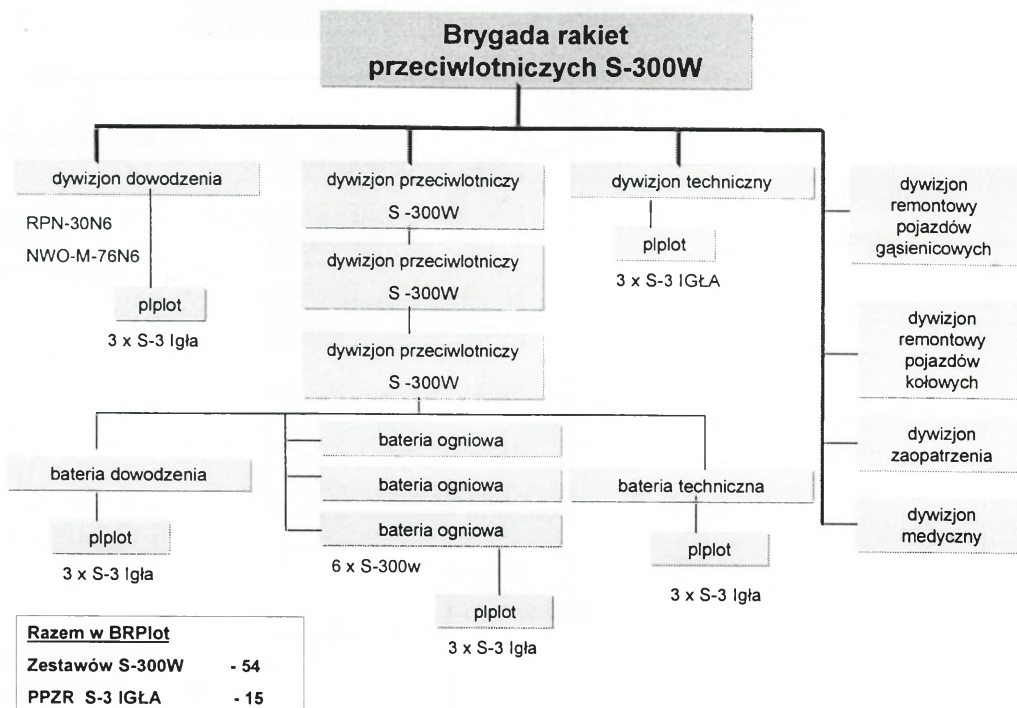 Brygada rakiet
przeciwlotniczych S-300W
dywizjon dowodzenia
RPN-30N6
NWO-M-76N6
plplot
3 x S-3 Igła
dywizjon przeciwlotniczy
S -300W
dywizjon przeciwlotniczy
S -300W
dywizjon przeciwlotniczy
S -300W
dywizjon techniczny
plplot
3 x S-3 IGŁA
dywizjon
remontowy
pojazdów
gąsienicowych
dywizjon
remontowy
pojazdów
kołowych
dywizjon
zaopatrzenia
dywizjon
medyczny
bateria dowodzenia
plplot
3 x S-3 Igła
bateria ogniowa
bateria ogniowa
bateria ogniowa
6 x S-300w
plplot
3 x S-3 Igła
bateria techniczna
plplot
3 x S-3 Igła
Razem w BRPlot
Zestawów S-300W - 54
PPZR S-3 IGŁA - 15